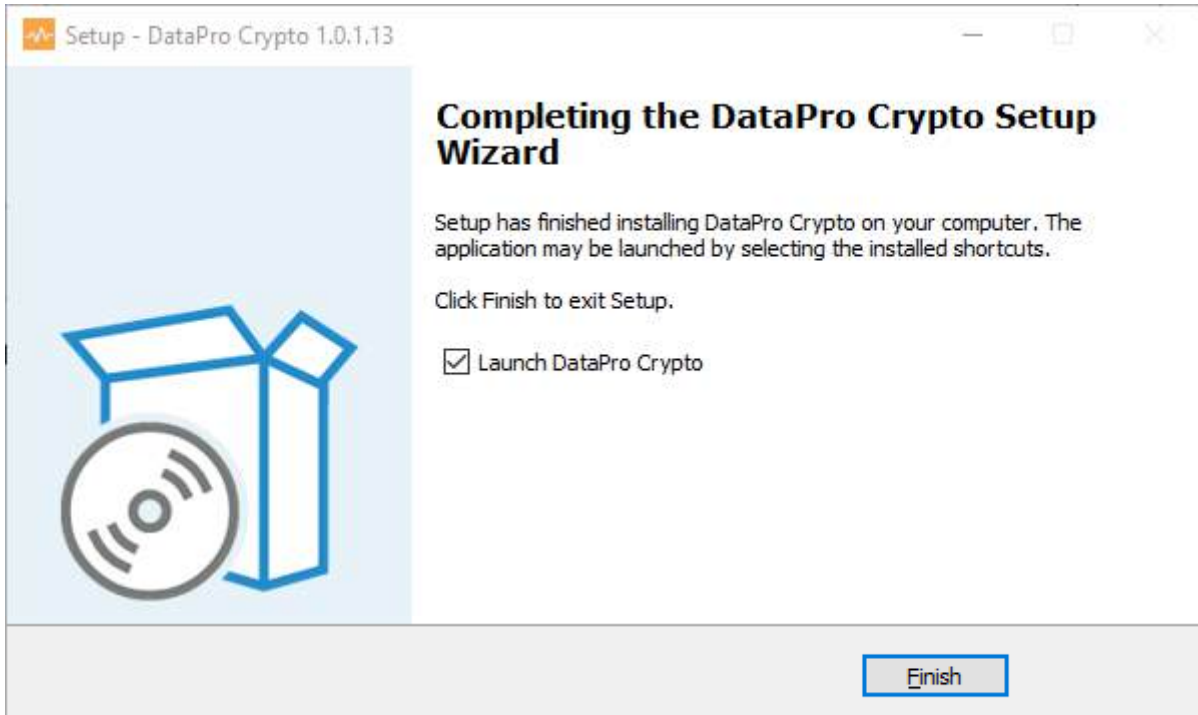 Setup - DataPro Crypto 1.0.1.13
Completing the DataPro Crypto Setup
Wizard
Setup has finished installing DataPro Crypto on your computer. The
application may be launched by selecting the installed shortcuts.
Click Finish to exit Setup.
Launch DataPro Crypto
Finish